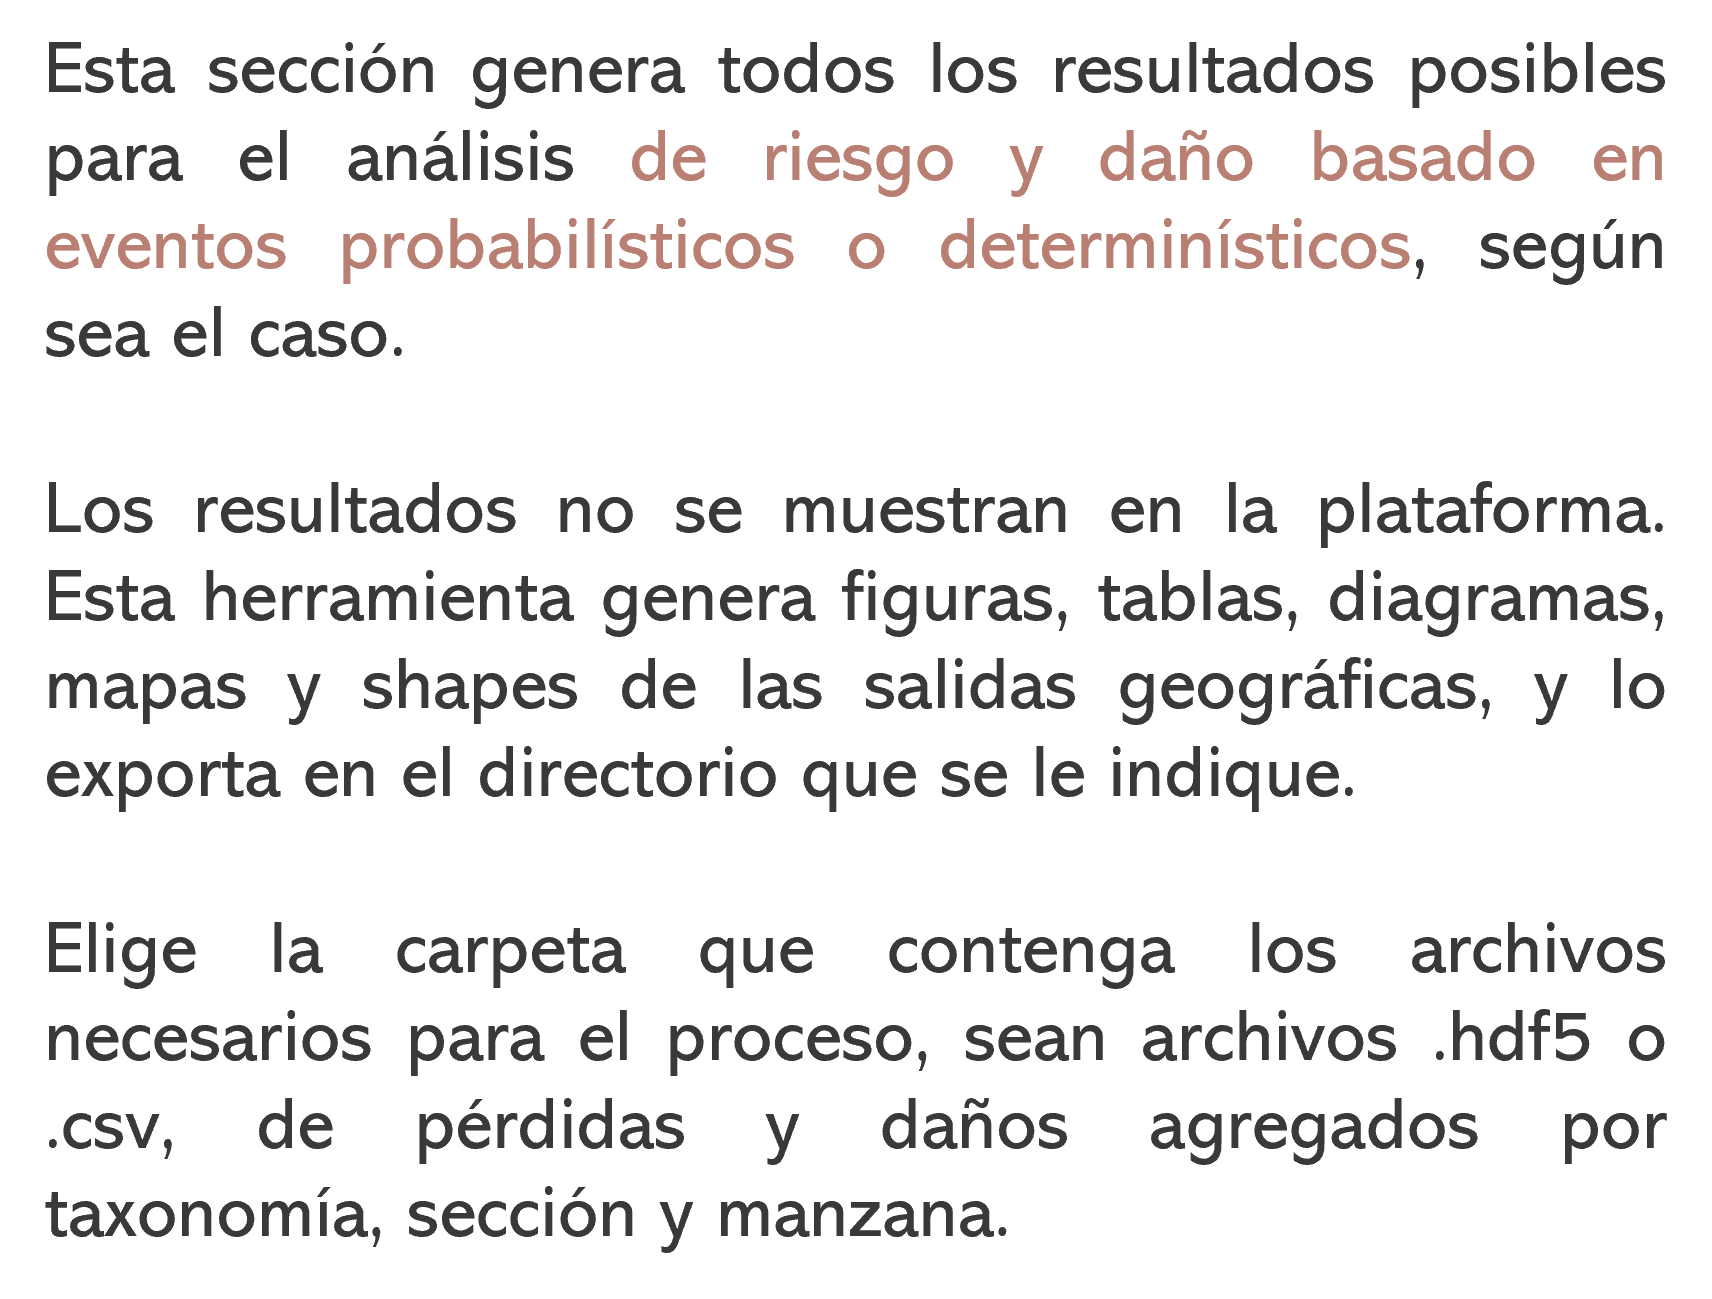 Esta sección genera todos los resultados posibles
para el análisis de riesgo y daño basado en
eventos probabilísticos o determinísticos, según
sea el caso.
Los resultados no se muestran en la plataforma.
Esta herramienta genera figuras, tablas, diagramas,
mapas y shapes de las salidas geográficas, y lo
exporta en el directorio que se le indique.
Elige la carpeta que contenga los archivos
necesarios para el proceso, sean archivos .hdf5 o
.csv, de pérdidas y daños agregados por
taxonomía, sección y manzana.